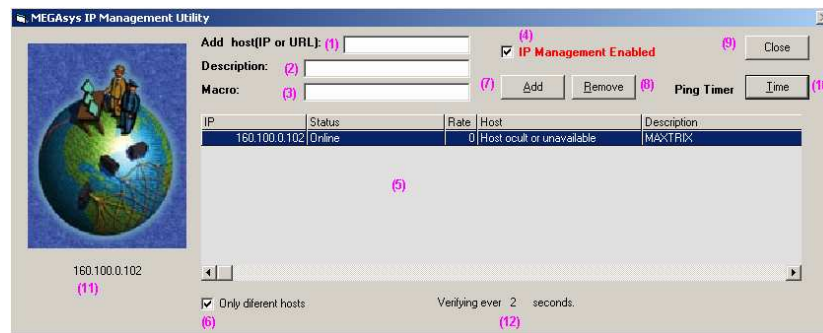 MEGAsys IP Management Utility
Add host(IP or URL): (1)
(4)
IP Management Enabled
(9)
Close
Description: (2)
Macro: (3)
(7)
Add
Remove
(8)
Ping Timer
Time
IP Status Rate Host Description
160.100.0.102 Online 0 Host ocult or unavailable MAXTRIX
(5)
160.100.0.102
(11)
Only diferent hosts
(6)
Verifying ever 2 seconds.
(12)